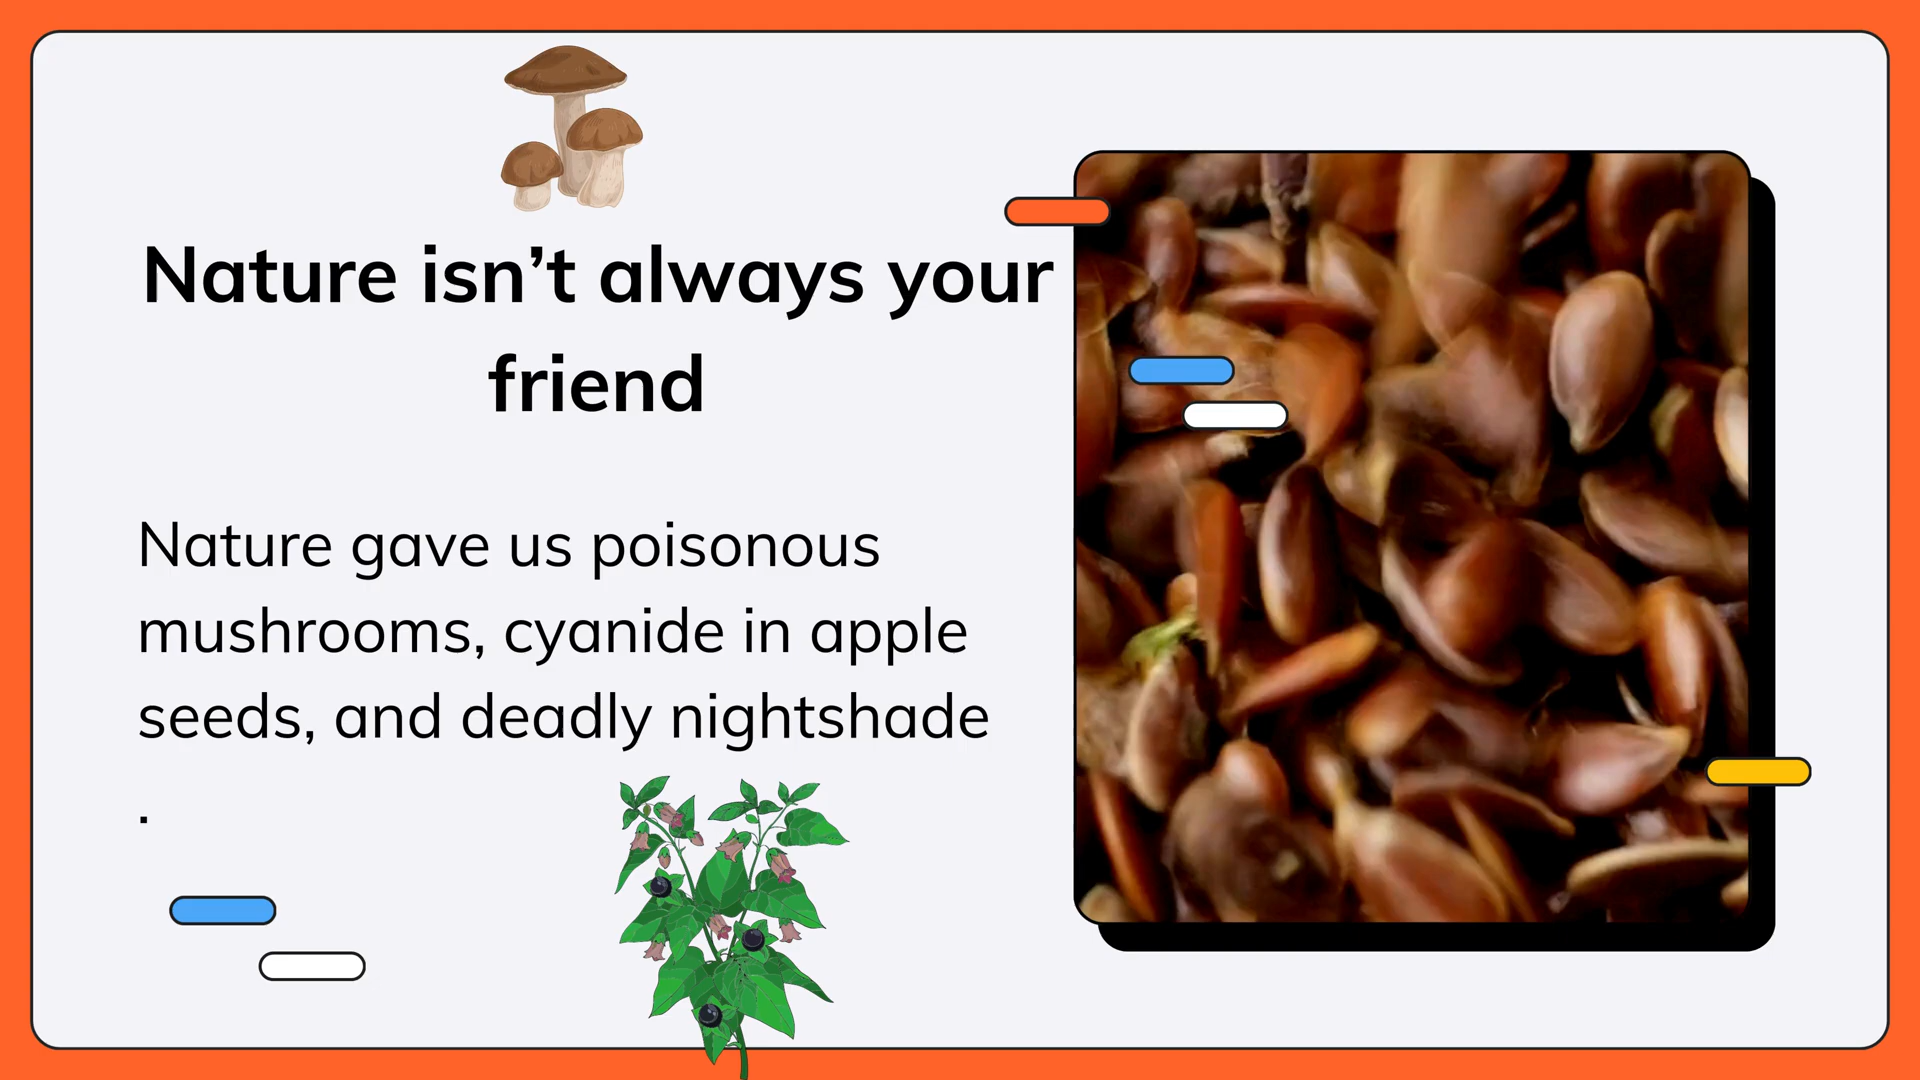 Nature isn’t always your
friend
Nature gave us poisonous
mushrooms, cyanide in apple
seeds, and deadly nightshade
.